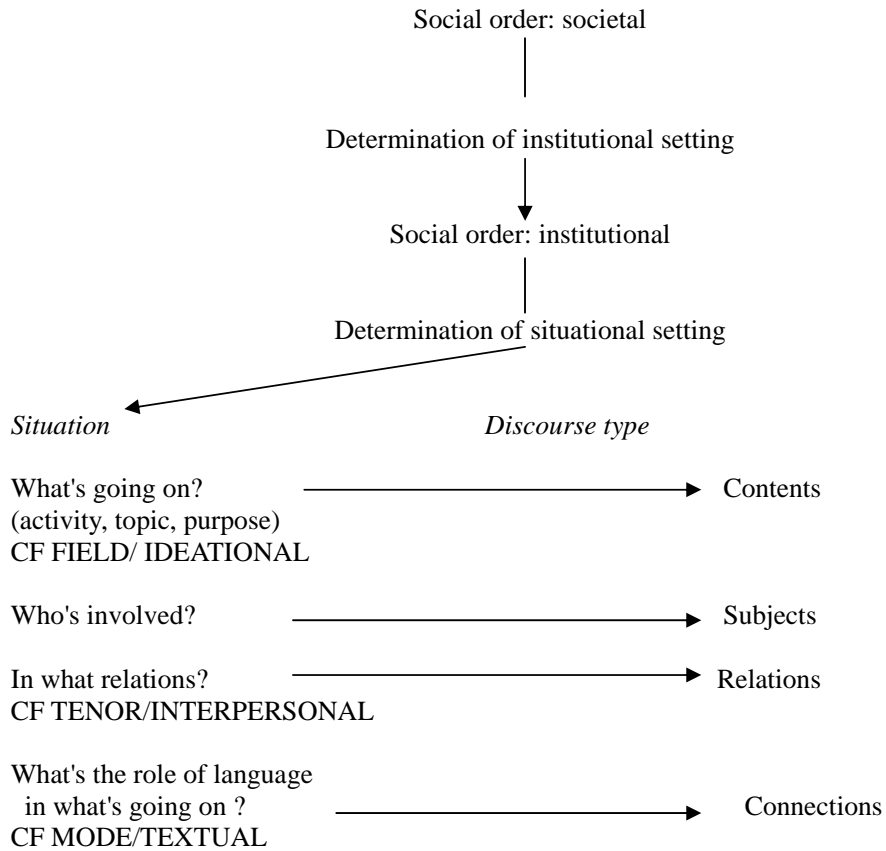 Social order: societal
Determination of institutional setting
Social order: institutional
Determination of situational setting
Situation Discourse type
What's going on? Contents
(activity, topic, purpose)
CF FIELD/ IDEATIONAL
Who's involved? Subjects
In what relations? Relations
CF TENOR/INTERPERSONAL
What's the role of language
in what's going on ? Connections
CF MODE/TEXTUAL